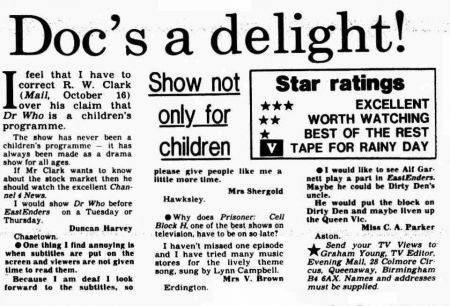 Doc's a delight!
I feel that I have to
correct R. W. Clark
(Mail, October 16)
over his claim that
Dr Who is a children's
programme.
The show has never been a
children's programme — it has
always been made as a drama
show for all ages.
If Mr Clark wants to know
about the stock market then he
should watch the excellent Chan-
nel 4 News.
I would show Dr Who before
EastEnders on a Tuesday or
Thursday.
Duncan Harvey
Chasetown.
● One thing I find annoying is
when subtitles are put on the
screen and viewers are not given
time to read them.
Because I am deaf I look
forward to the subtitles, so
Show not
only for
children
please give people like me a
little more time.
Mrs Shergold
Hawksley.
● Why does Prisoner: Cell
Block H, one of the best shows on
television, have to be on so late?
I haven't missed one episode
and I have tried many music
stores for the lively theme
song, sung by Lynn Campbell.
Mrs V. Brown
Erdington.
Star ratings
★★★ EXCELLENT
★★ WORTH WATCHING
★ BEST OF THE REST
V TAPE FOR RAINY DAY
● I would like to see Alf Gar-
nett play a part in EastEnders.
Maybe he could be Dirty Den's
uncle.
He would put the block on
Dirty Den and maybe liven up
the Queen Vic.
Miss C. A. Parker
Aston.
★ Send your TV Views to
Graham Young, TV Editor,
Evening Mail, 28 Colmore Cir-
cus, Queensway, Birmingham
B4 6AX. Names and addresses
must be supplied.